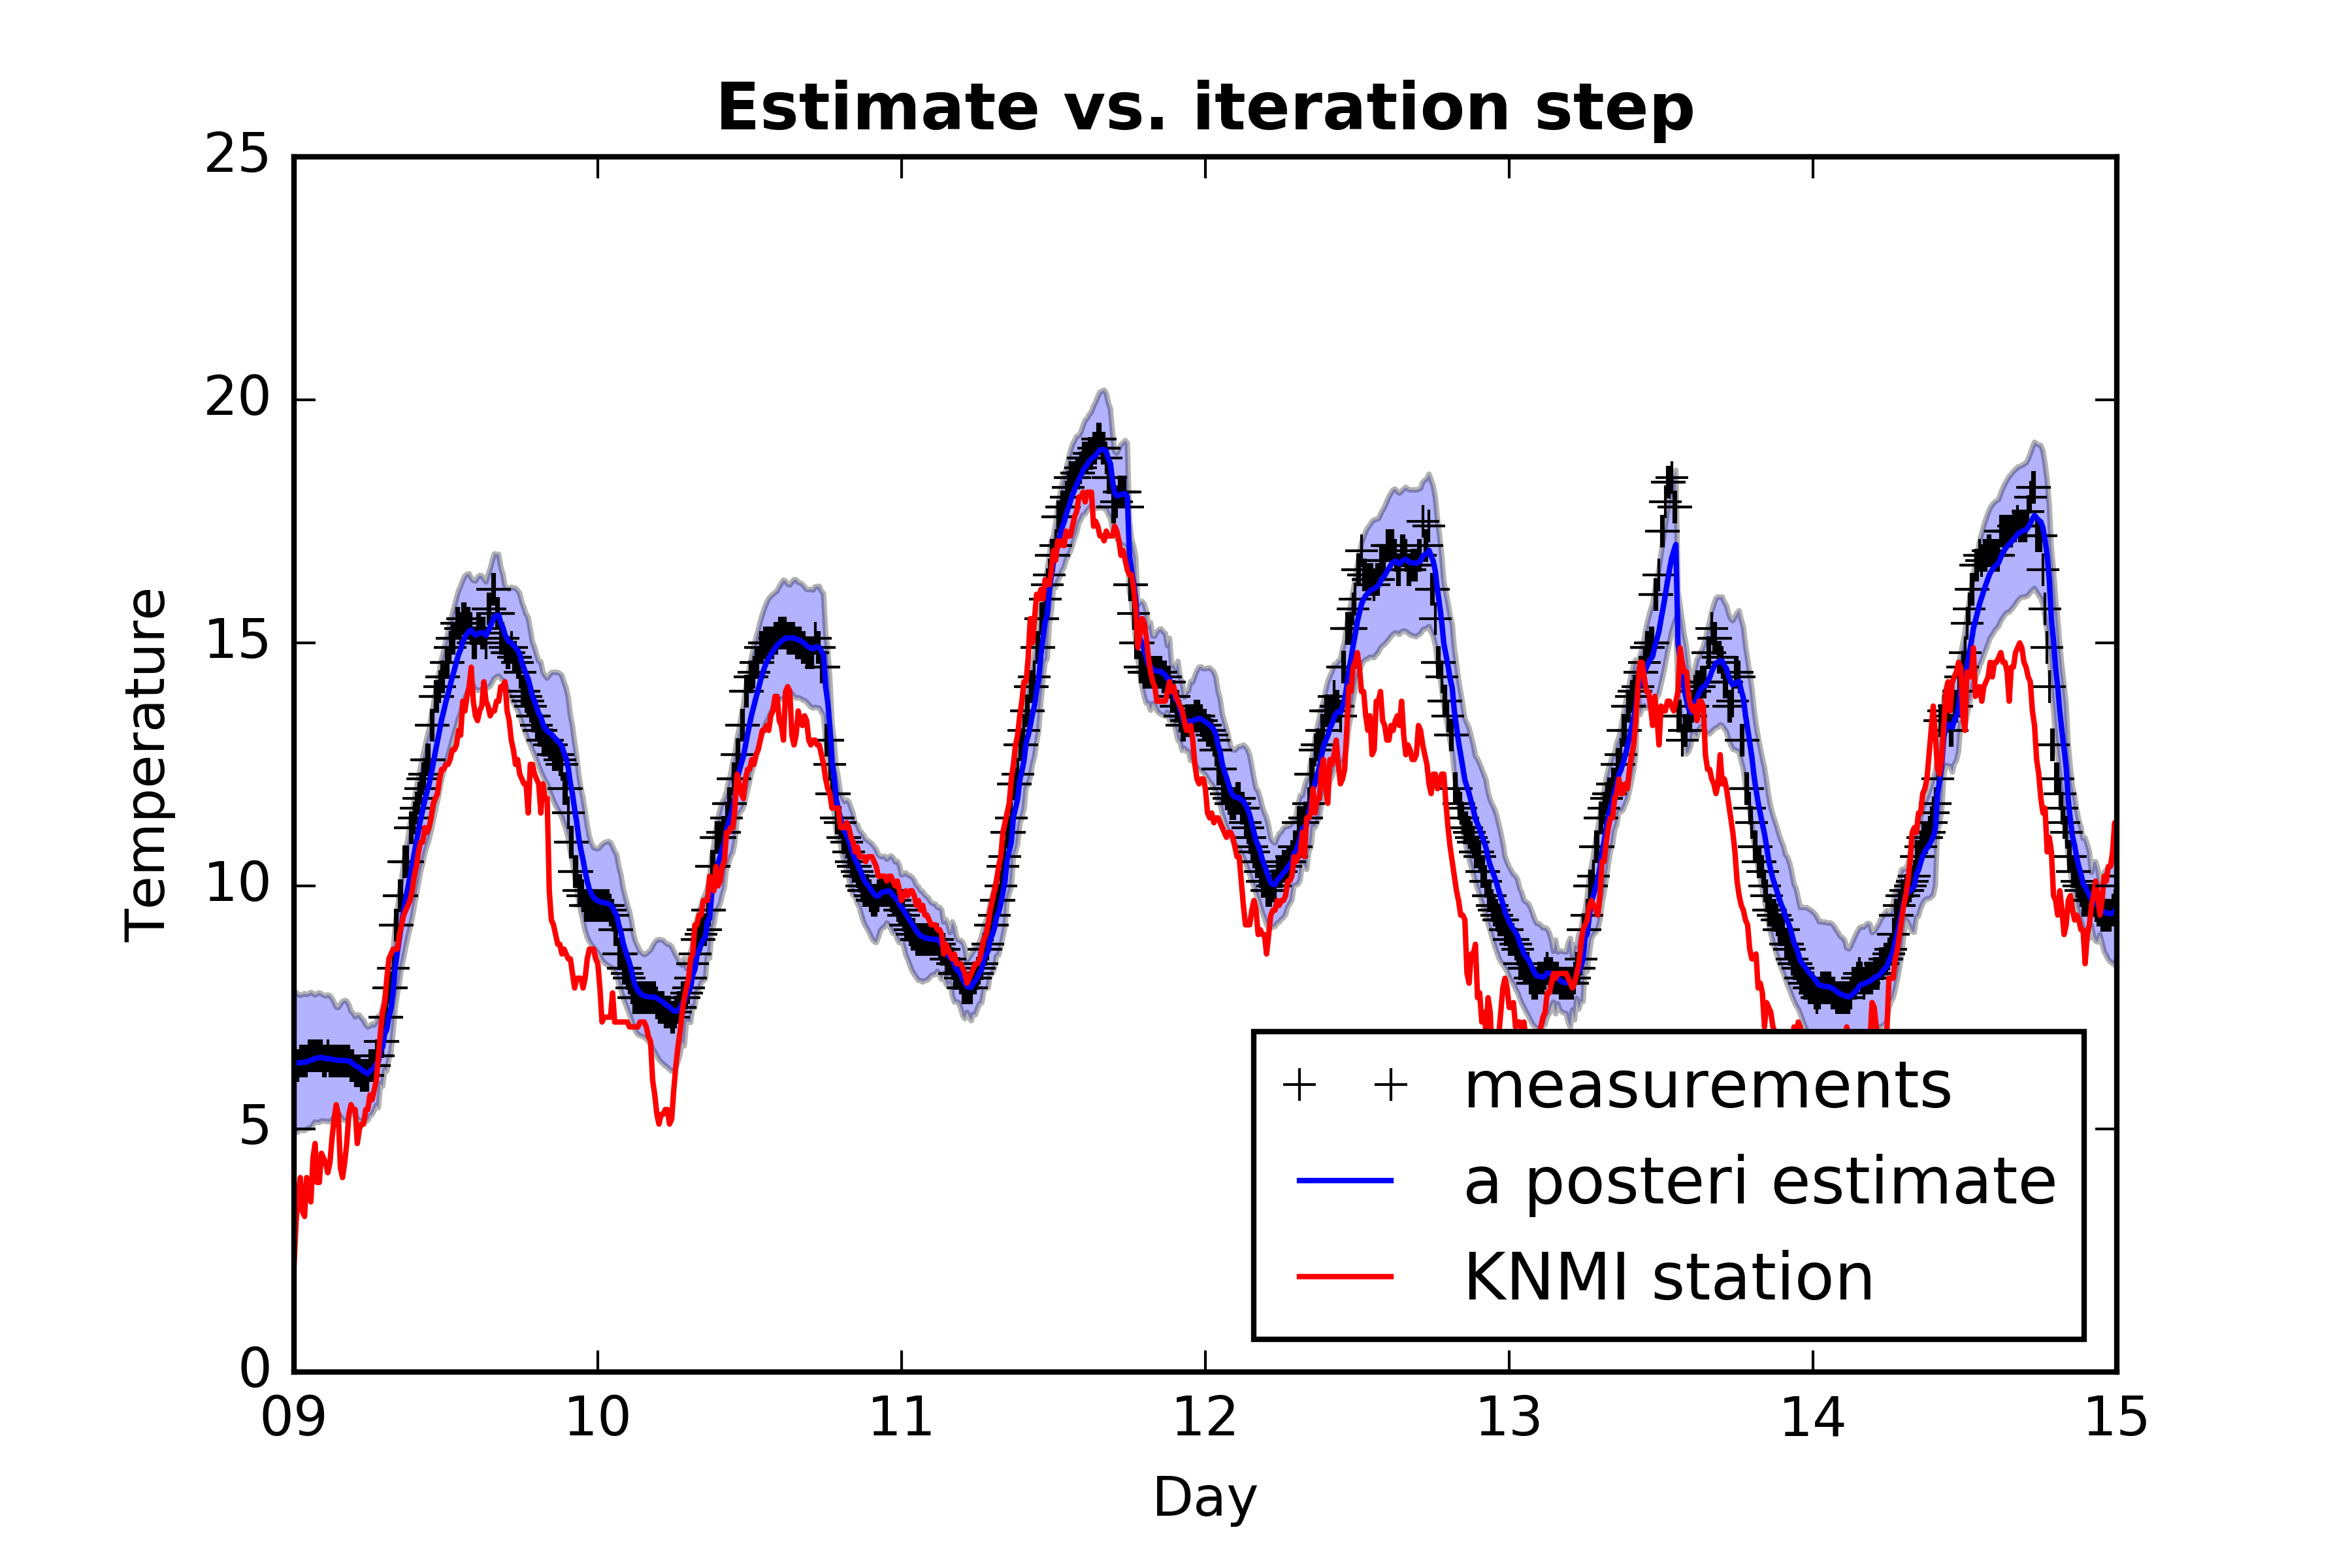 Estimate vs. iteration step
25
20
15
10
5
0
Temperature
09 10 11 12 13 14 15
Day
measurements
a posteri estimate
KNMI station